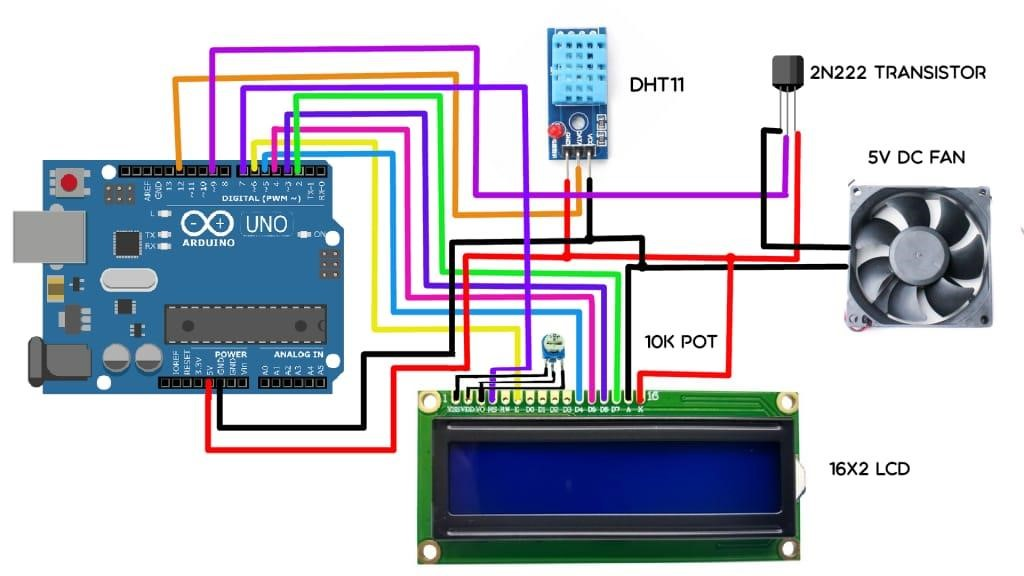 DHT11
2N222 TRANSISTOR
5V DC FAN
GND
DATA
VCC
AREF
GND
13
12
~11
~10
~9
8
7
~6
~5
4
~3
2
TX-1
RX-0
DIGITAL (PWM ~)
L
TX
RX
ARDUINO
UNO
ON
IOREF
RESET
3.3V
5V
GND
GND
Vin
POWER
ANALOG IN
A0
A1
A2
A3
A4
A5
10K POT
1
16
VSS
VDD
VO
RS
RW
E
D0
D1
D2
D3
D4
D5
D6
D7
A
K
16X2 LCD